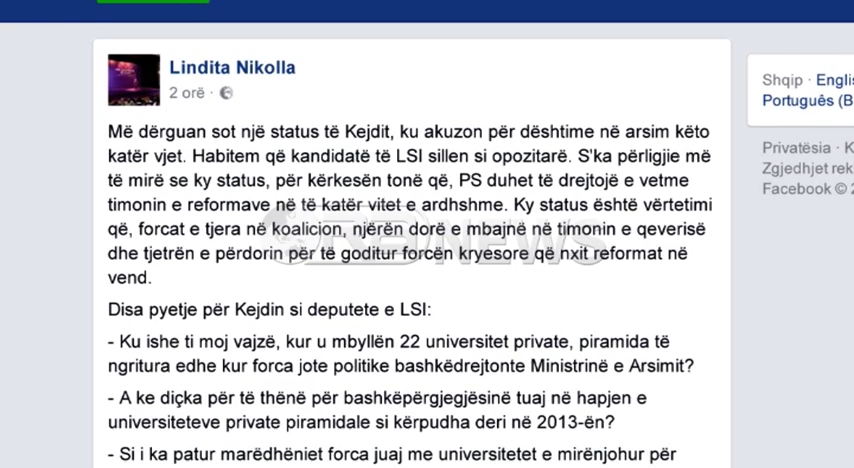 Lindita Nikolla
2 orë ·
Më dërguan sot një status të Kejdit, ku akuzon për dështime në arsim këto
katër vjet. Habitem që kandidatë të LSI sillen si opozitarë. S'ka përligjie më
të mirë se ky status, për kërkesën tonë që, PS duhet të drejtojë e vetme
timonin e reformave në të katër vitet e ardhshme. Ky status është vërtetimi
që, forcat e tjera në koalicion, njërën dorë e mbajnë në timonin e qeverisë
dhe tjetrën e përdorin për të goditur forcën kryesore që nxit reformat në
vend.
Disa pyetje për Kejdin si deputete e LSI:
- Ku ishe ti moj vajzë, kur u mbyllën 22 universitet private, piramida të
ngritura edhe kur forca jote politike bashkëdrejtonte Ministrinë e Arsimit?
- A ke diçka për të thënë për bashkëpërgjegjësinë tuaj në hapjen e
universiteteve private piramidale si kërpudha deri në 2013-ën?
- Si i ka patur marëdhëniet forca juaj me universitetet e mirënjohur për
Shqip · English
Português (B
Privatësia · K
Zgjedhjet rek
Facebook © 2
NEWS